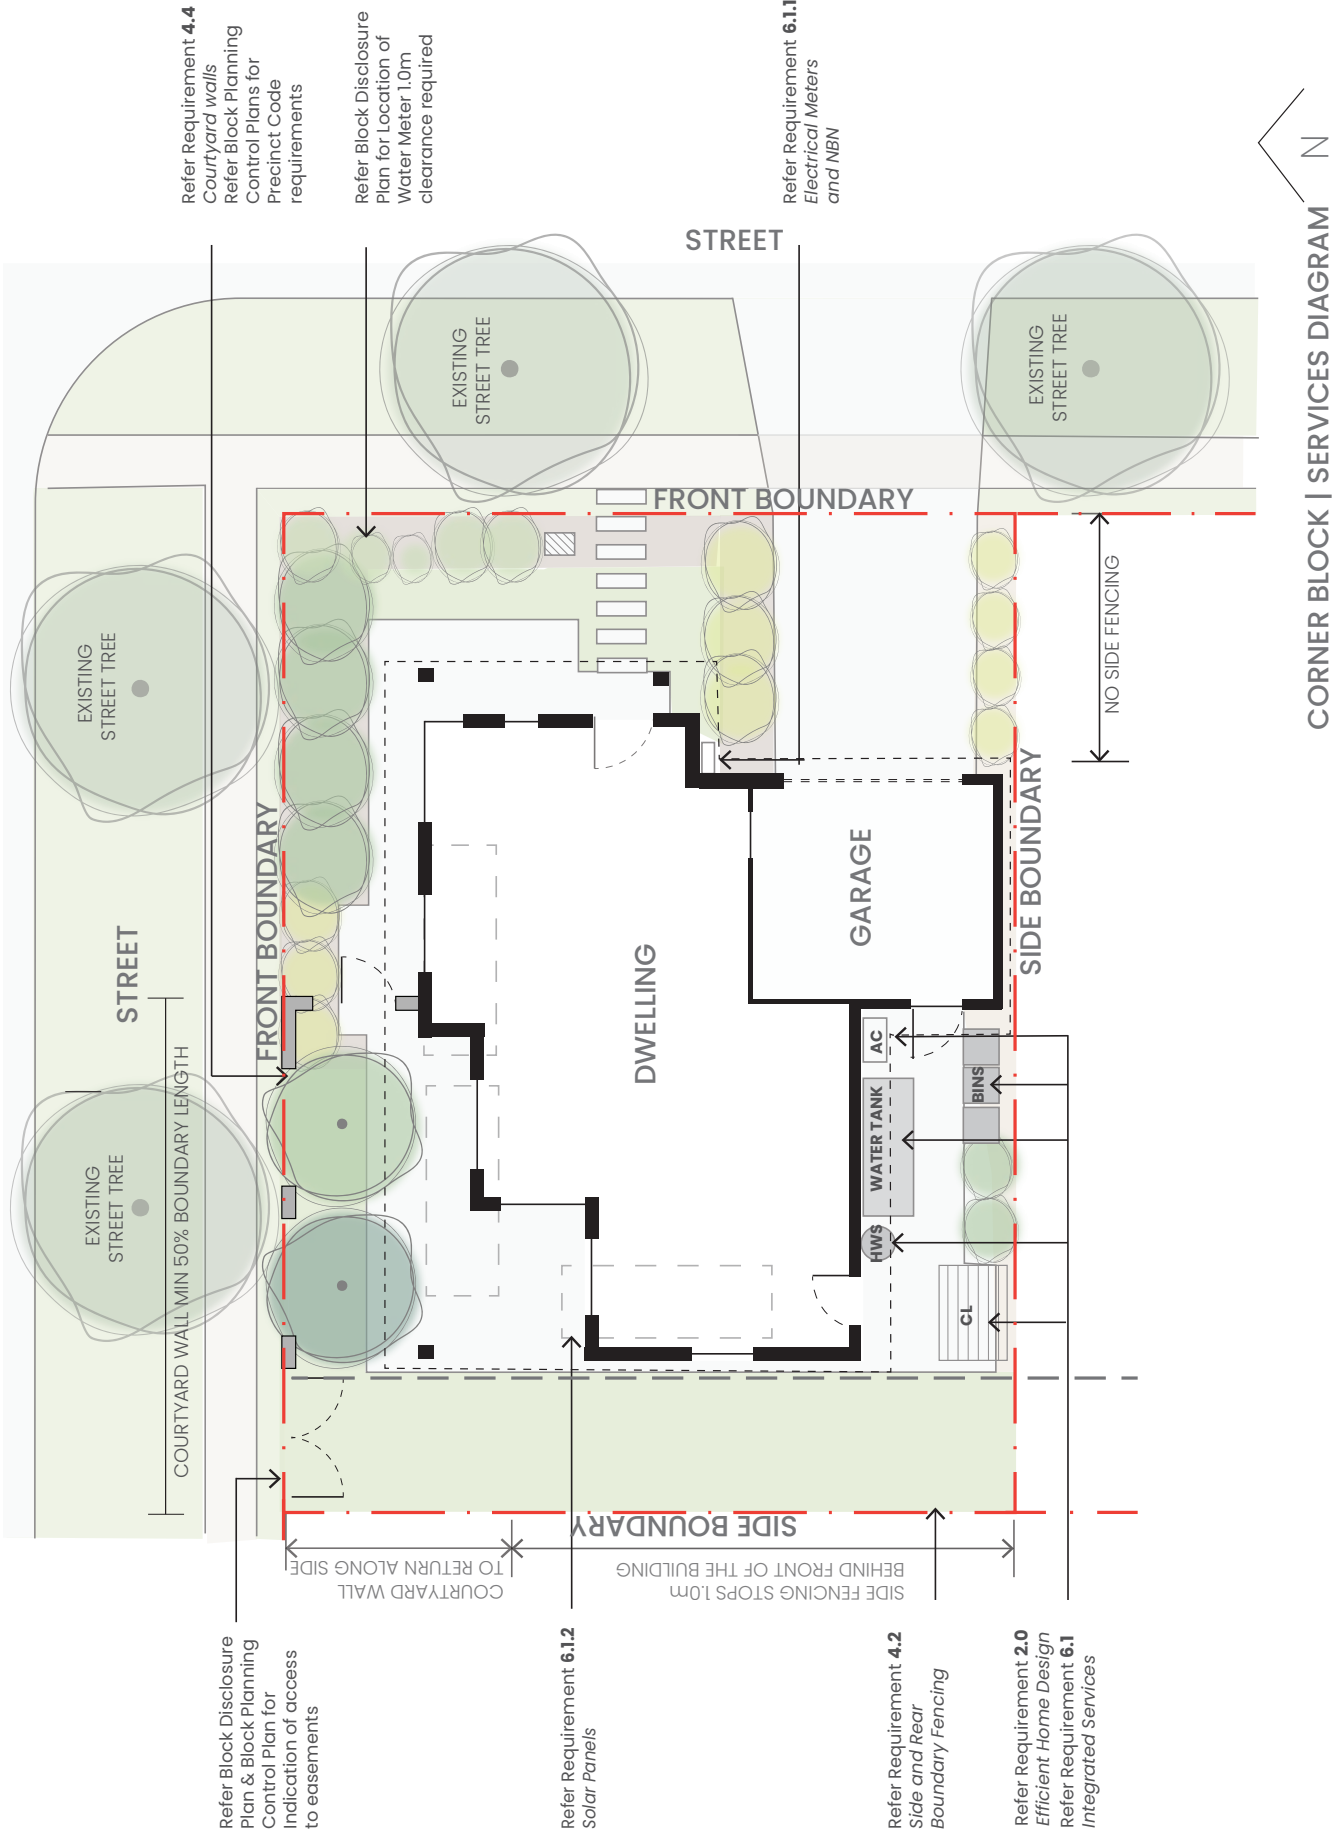 Refer Requirement 4.4
Courtyard walls
Refer Block Planning
Control Plans for
Precinct Code
requirements
Refer Block Disclosure
Plan for Location of
Water Meter 1.0m
clearance required
Refer Requirement 6.1.1
Electrical Meters
and NBN
N
STREET
EXISTING
STREET TREE
EXISTING
STREET TREE
FRONT BOUNDARY
NO SIDE FENCING
EXISTING
STREET TREE
STREET
FRONT BOUNDARY
DWELLING
GARAGE
SIDE BOUNDARY
EXISTING
STREET TREE
COURTYARD WALL MIN 50% BOUNDARY LENGTH
AC
WATER TANK
HWS
BINS
CL
SIDE BOUNDARY
COURTYARD WALL
TO RETURN ALONG SIDE
SIDE FENCING STOPS 1.0m
BEHIND FRONT OF THE BUILDING
Refer Block Disclosure
Plan & Block Planning
Control Plan for
Indication of access
to easements
Refer Requirement 6.1.2
Solar Panels
Refer Requirement 4.2
Side and Rear
Boundary Fencing
Refer Requirement 2.0
Efficient Home Design
Refer Requirement 6.1
Integrated Services
CORNER BLOCK | SERVICES DIAGRAM